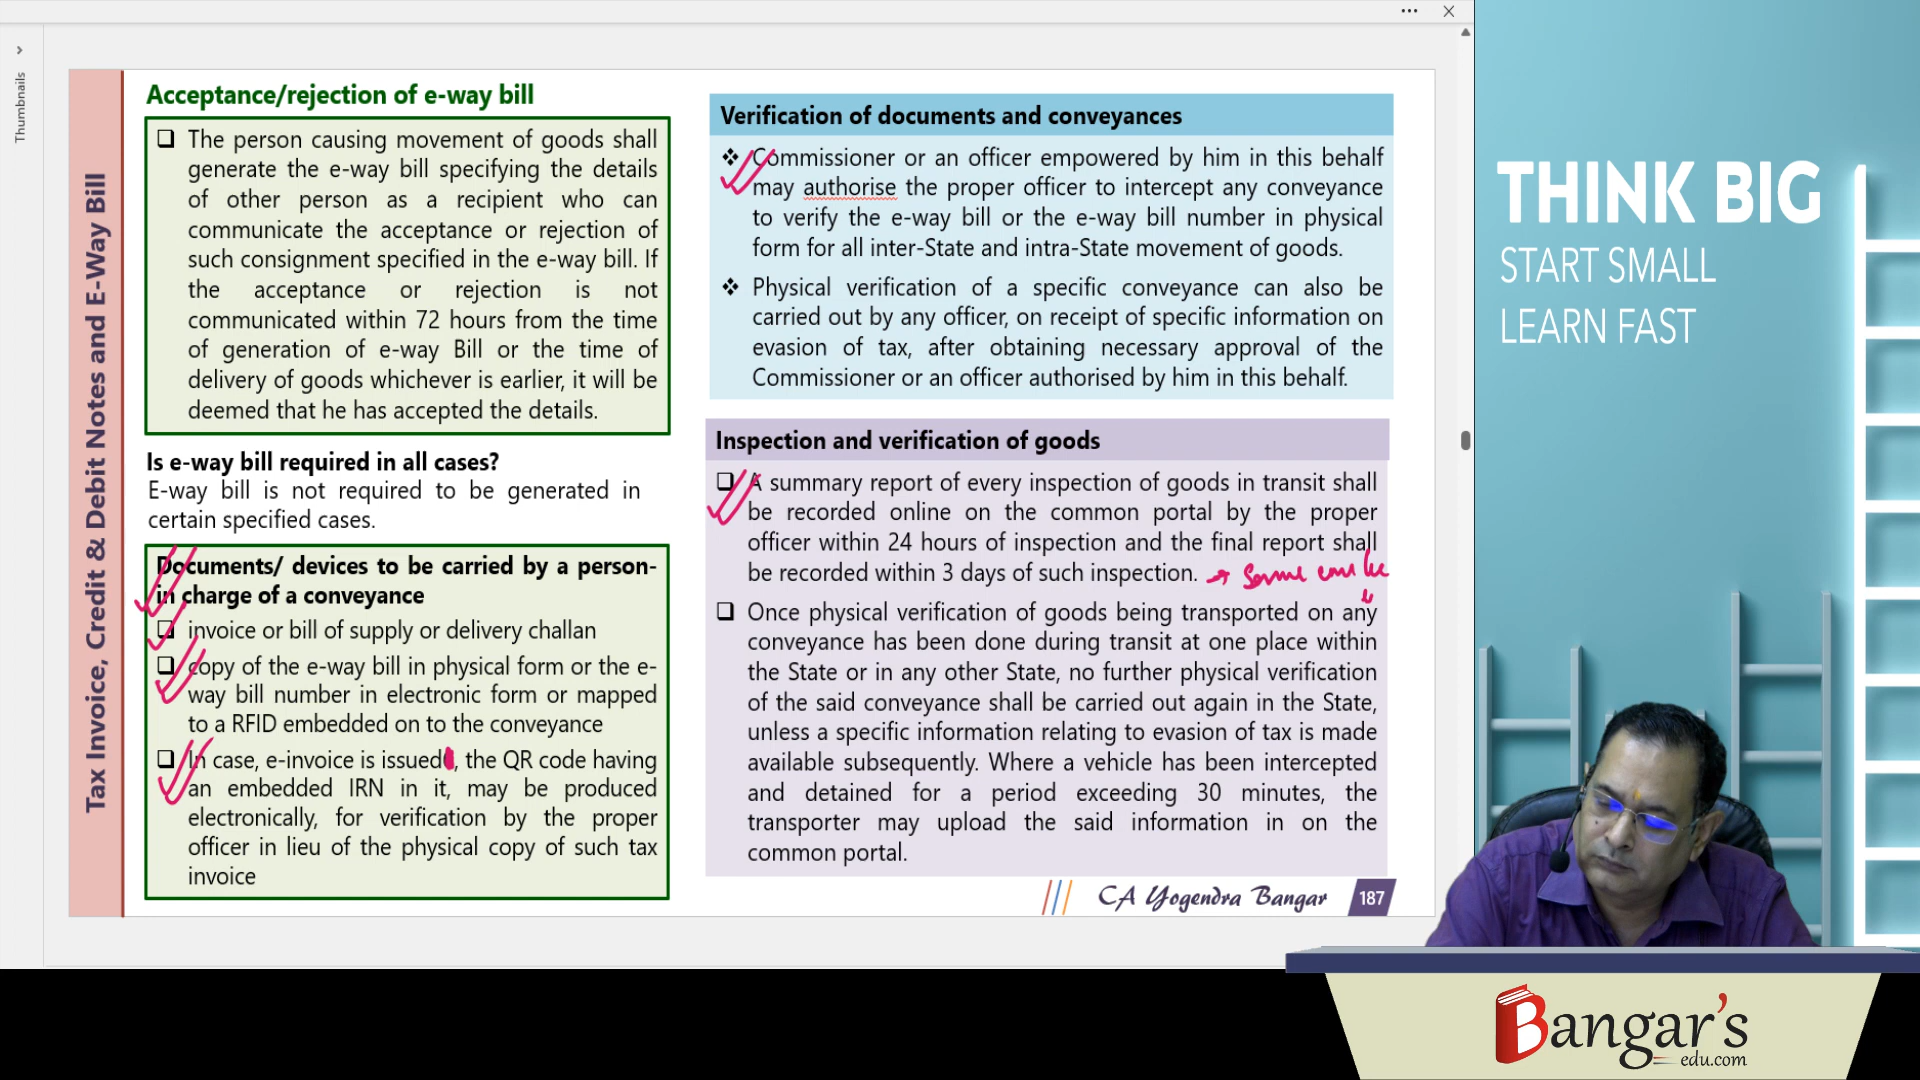 Thumbnails
Tax Invoice, Credit & Debit Notes and E-Way Bill
Acceptance/rejection of e-way bill
The person causing movement of goods shall
generate the e-way bill specifying the details
of other person as a recipient who can
communicate the acceptance or rejection of
such consignment specified in the e-way bill. If
the acceptance or rejection is not
communicated within 72 hours from the time
of generation of e-way Bill or the time of
delivery of goods whichever is earlier, it will be
deemed that he has accepted the details.
Is e-way bill required in all cases?
E-way bill is not required to be generated in
certain specified cases.
Documents/ devices to be carried by a person-
in charge of a conveyance
invoice or bill of supply or delivery challan
copy of the e-way bill in physical form or the e-
way bill number in electronic form or mapped
to a RFID embedded on to the conveyance
In case, e-invoice is issued, the QR code having
an embedded IRN in it, may be produced
electronically, for verification by the proper
officer in lieu of the physical copy of such tax
invoice
Verification of documents and conveyances
Commissioner or an officer empowered by him in this behalf
may authorise the proper officer to intercept any conveyance
to verify the e-way bill or the e-way bill number in physical
form for all inter-State and intra-State movement of goods.
Physical verification of a specific conveyance can also be
carried out by any officer, on receipt of specific information on
evasion of tax, after obtaining necessary approval of the
Commissioner or an officer authorised by him in this behalf.
Inspection and verification of goods
A summary report of every inspection of goods in transit shall
be recorded online on the common portal by the proper
officer within 24 hours of inspection and the final report shall
be recorded within 3 days of such inspection.
Once physical verification of goods being transported on any
conveyance has been done during transit at one place within
the State or in any other State, no further physical verification
of the said conveyance shall be carried out again in the State,
unless a specific information relating to evasion of tax is made
available subsequently. Where a vehicle has been intercepted
and detained for a period exceeding 30 minutes, the
transporter may upload the said information in on the
common portal.
CA Yogendra Bangar
187
THINK BIG
START SMALL
LEARN FAST
Bangar's
edu.com